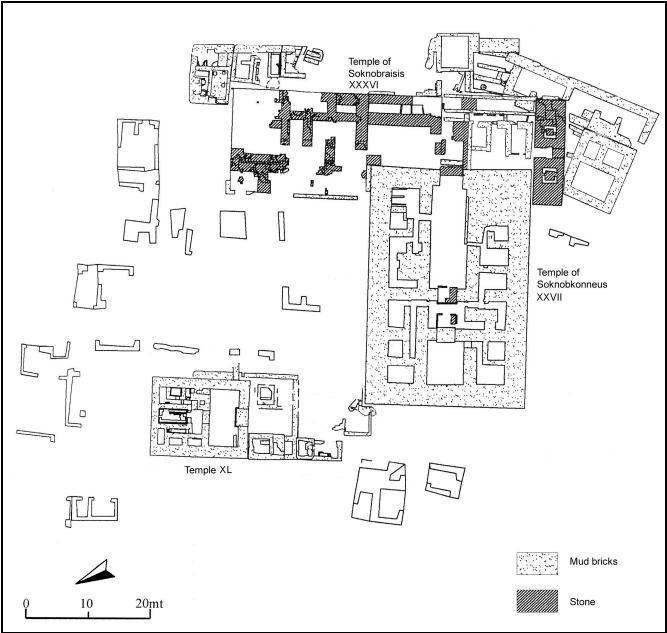 Temple of
Soknobraisis
XXXVI
Temple of
Soknobkonneus
XXVII
Temple XL
Mud bricks
Stone
0 10 20mt